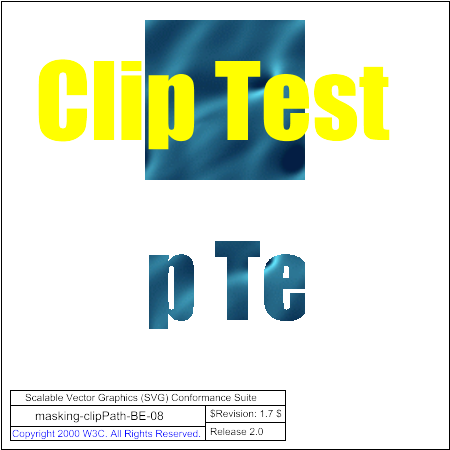 Clip Test
p Te
Scalable Vector Graphics (SVG) Conformance Suite
masking-clipPath-BE-08
$Revision: 1.7 $
Copyright 2000 W3C. All Rights Reserved.
Release 2.0